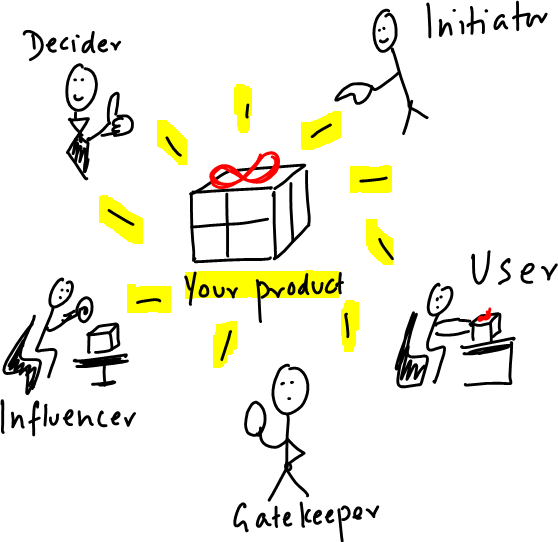 Decider
Initiator
Your product
User
Influencer
Gatekeeper